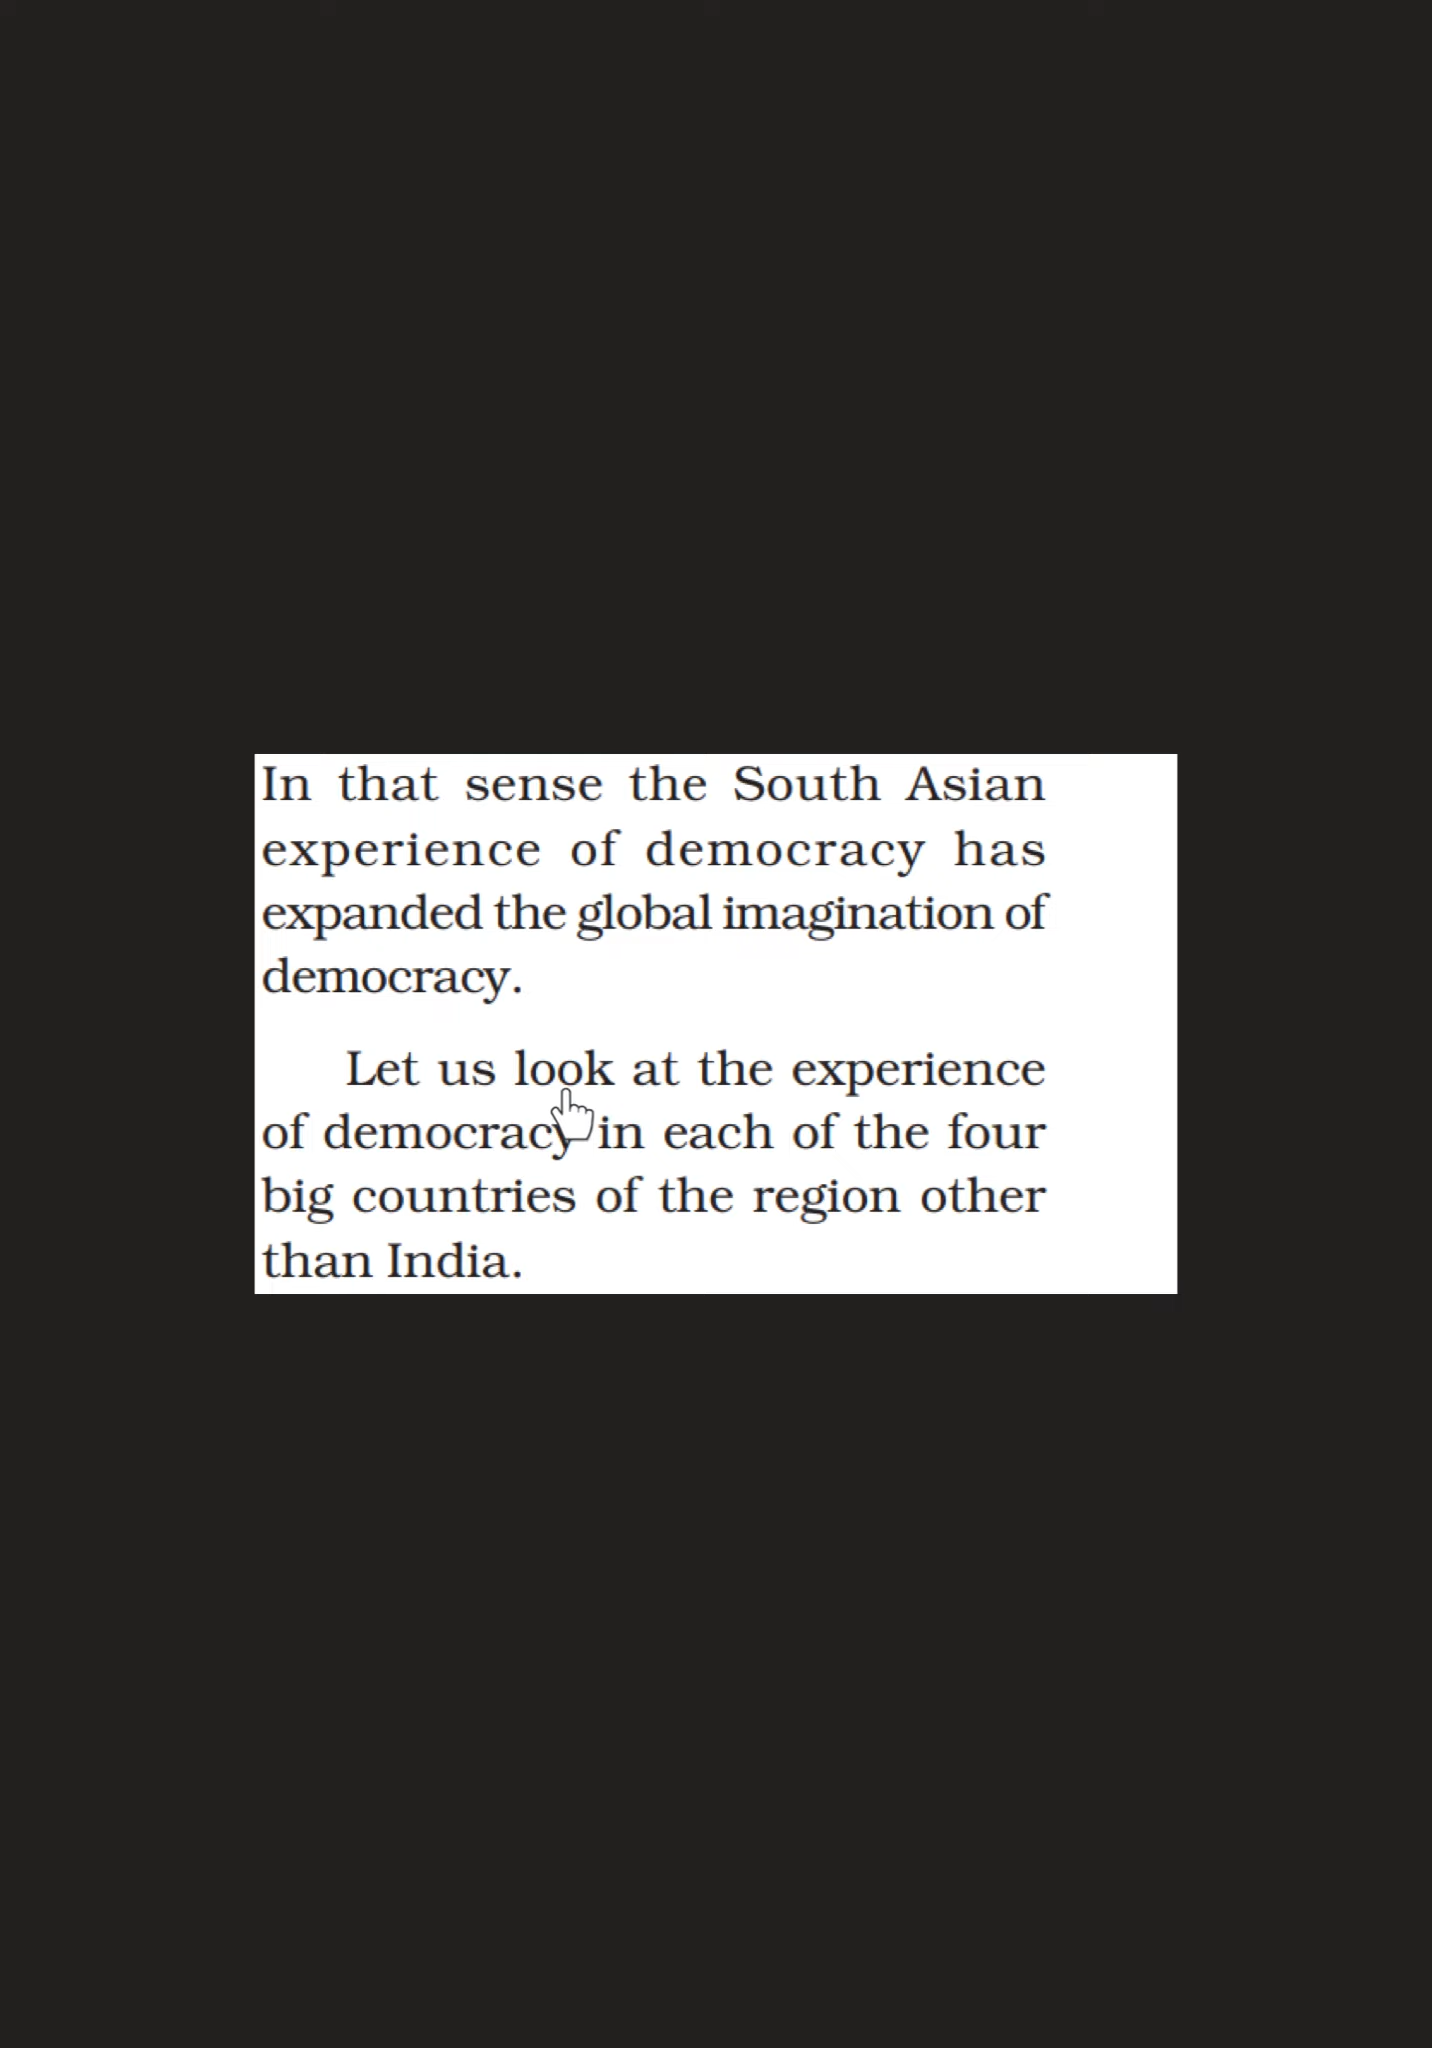 In that sense the South Asian
experience of democracy has
expanded the global imagination of
democracy.
Let us look at the experience
of democracy in each of the four
big countries of the region other
than India.